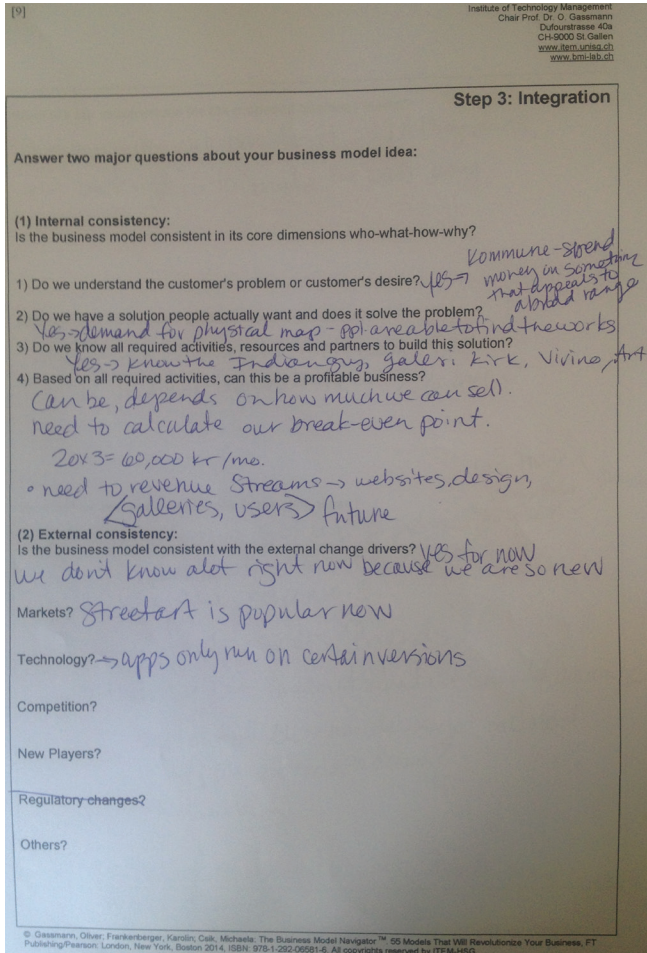 [9]
Institute of Technology Management
Chair Prof. Dr. O. Gassmann
Dufourstrasse 40a
CH-9000 St.Gallen
www.item.unisg.ch
www.bmi-lab.ch
Step 3: Integration
Answer two major questions about your business model idea:
(1) Internal consistency:
Is the business model consistent in its core dimensions who-what-how-why?
1) Do we understand the customer's problem or customer's desire? Yes → Kommune - spend
money on something
that appeals to
a broad range
2) Do we have a solution people actually want and does it solve the problem?
Yes → demand for physical map - ppl. are able to find the works
3) Do we know all required activities, resources and partners to build this solution?
Yes → know the Indian guy, galeri kirk, Vivino, Art
4) Based on all required activities, can this be a profitable business?
Can be, depends on how much we can sell.
need to calculate our break-even point.
20x3 = 60,000 kr/mo.
• need to revenue streams → websites, design,
<galleries, users> future
(2) External consistency:
Is the business model consistent with the external change drivers? Yes for now
We don't know alot right now because we are so new
Markets? Streetart is popular now
Technology? → apps only run on certain versions
Competition?
New Players?
Regulatory changes?
Others?
© Gassmann, Oliver; Frankenberger, Karolin; Csik, Michaela: The Business Model Navigator™. 55 Models That Will Revolutionize Your Business, FT
Publishing/Pearson: London, New York, Boston 2014, ISBN: 978-1-292-06581-6. All copyrights reserved by ITEM-HSG